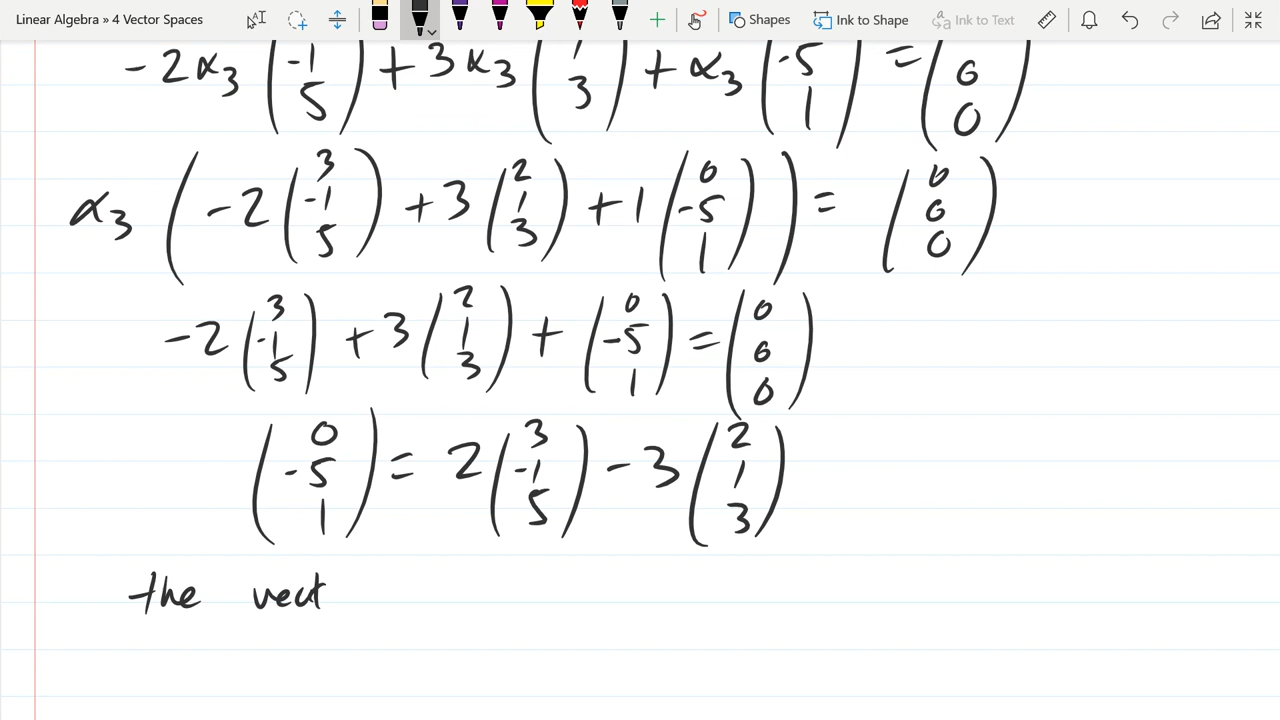 Linear Algebra » 4 Vector Spaces Shapes Ink to Shape Ink to Text
-2α₃ (-1 5) + 3α₃ (3) + α₃ (-5 1) = (0 0)
α₃ (-2 (3 -1 5) + 3 (2 1 3) + 1 (0 -5 1)) = (0 0 0)
-2 (3 -1 5) + 3 (2 1 3) + (0 -5 1) = (0 0 0)
(0 -5 1) = 2 (3 -1 5) - 3 (2 1 3)
the vect